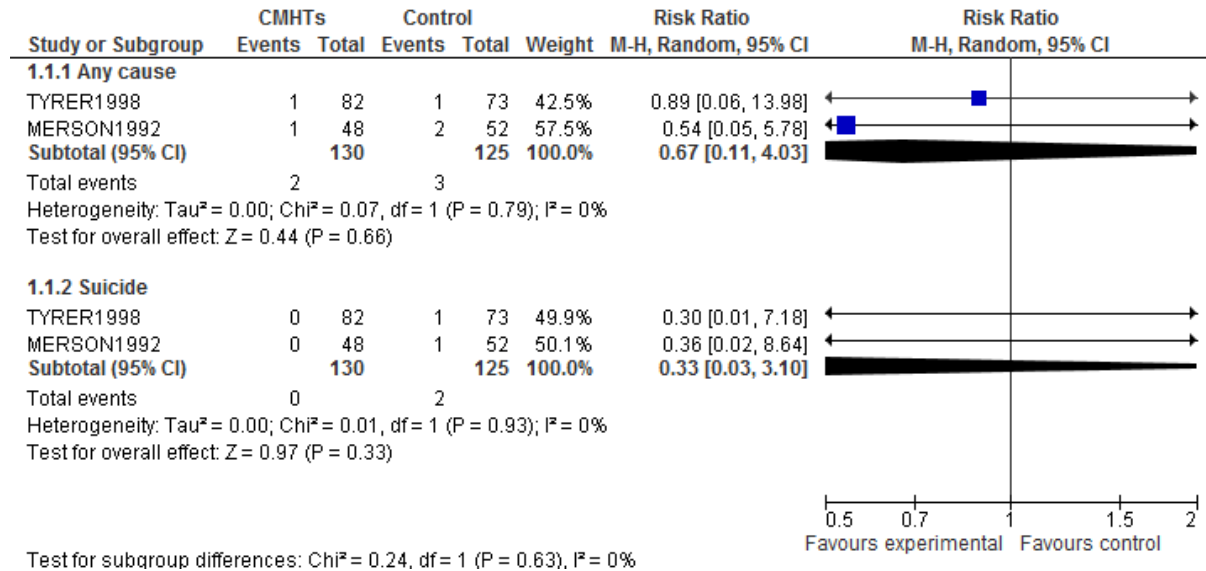 CMHTs Control Risk Ratio Risk Ratio
Study or Subgroup Events Total Events Total Weight M-H, Random, 95% CI M-H, Random, 95% CI
1.1.1 Any cause
TYRER1998 1 82 1 73 42.5% 0.89 [0.06, 13.98]
MERSON1992 1 48 2 52 57.5% 0.54 [0.05, 5.78]
Subtotal (95% CI) 130 125 100.0% 0.67 [0.11, 4.03]
Total events 2 3
Heterogeneity: Tau² = 0.00; Chi² = 0.07, df = 1 (P = 0.79); I² = 0%
Test for overall effect: Z = 0.44 (P = 0.66)
1.1.2 Suicide
TYRER1998 0 82 1 73 49.9% 0.30 [0.01, 7.18]
MERSON1992 0 48 1 52 50.1% 0.36 [0.02, 8.64]
Subtotal (95% CI) 130 125 100.0% 0.33 [0.03, 3.10]
Total events 0 2
Heterogeneity: Tau² = 0.00; Chi² = 0.01, df = 1 (P = 0.93); I² = 0%
Test for overall effect: Z = 0.97 (P = 0.33)
0.5 0.7 1 1.5 2
Favours experimental Favours control
Test for subgroup differences: Chi² = 0.24, df = 1 (P = 0.63), I² = 0%